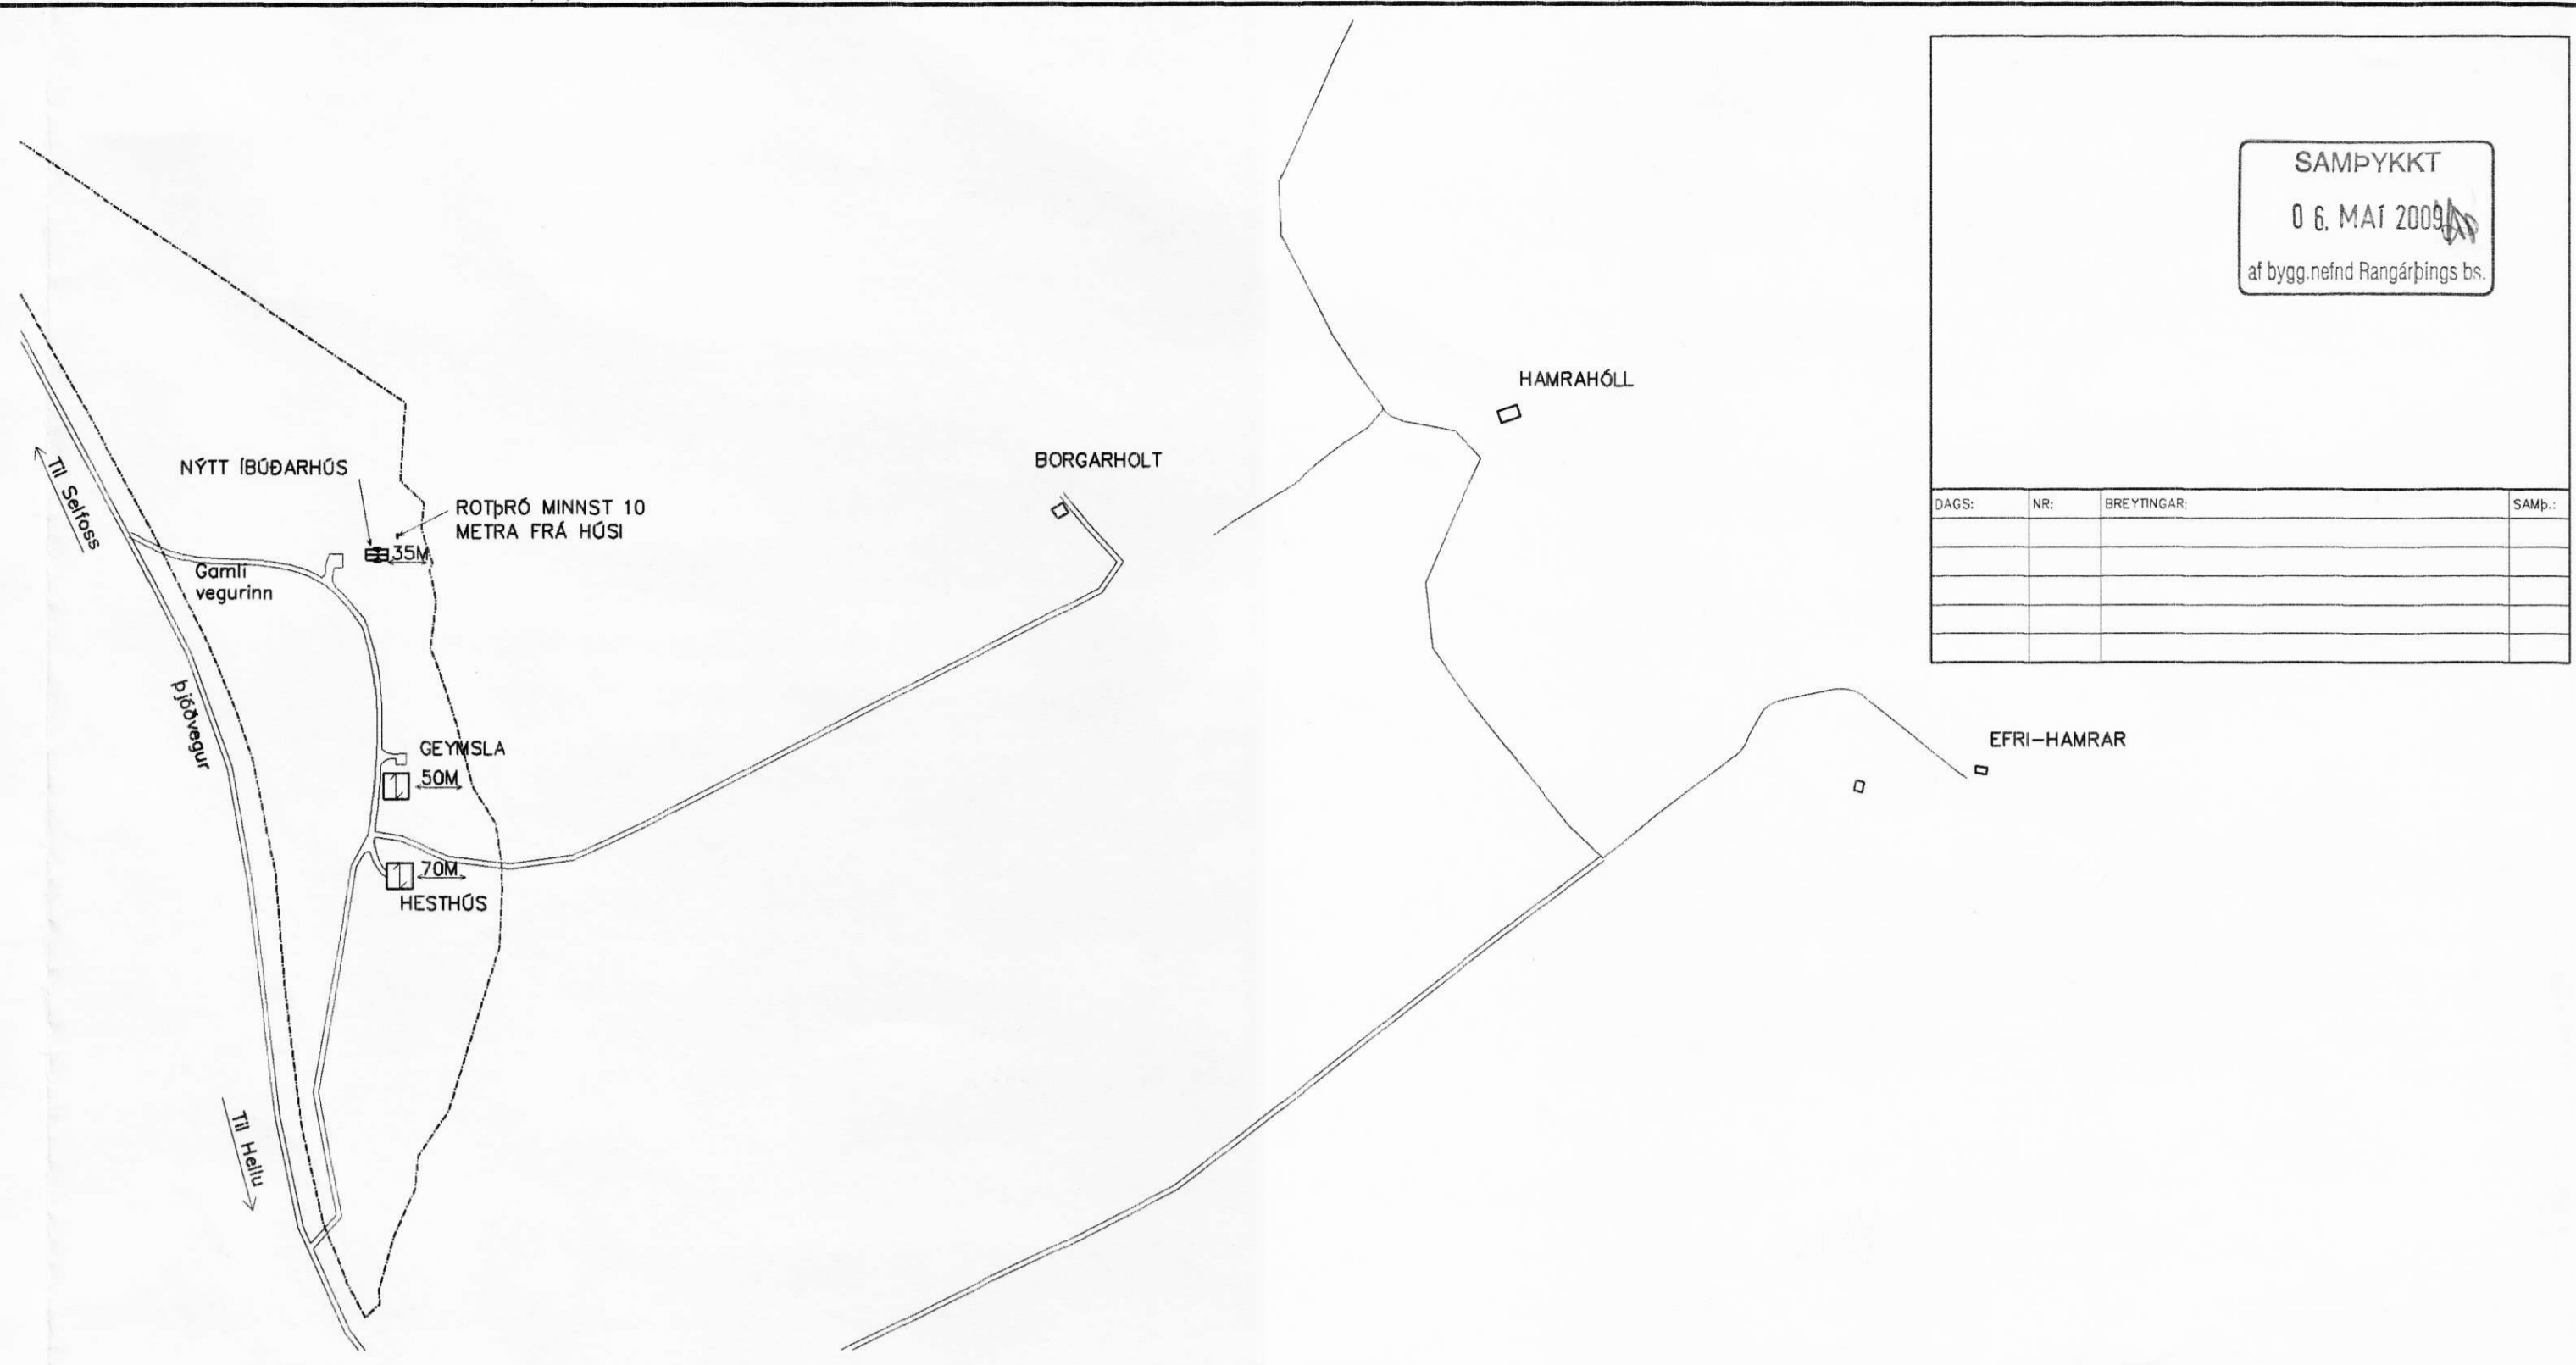 SAMÞYKKT
0 6. MAÍ 2009
af bygg.nefnd Rangárþings bs.
HAMRAHÓLL
BORGARHOLT
NÝTT ÍBÚÐARHÚS
ROTÞRÓ MINNST 10
METRA FRÁ HÚSI
35M
Til Selfoss
Gamli
vegurinn
DAGS:
NR:
BREYTINGAR:
SAMÞ.:
Þjóðvegur
GEYMSLA
50M
EFRI-HAMRAR
70M
HESTHÚS
Til Hellu